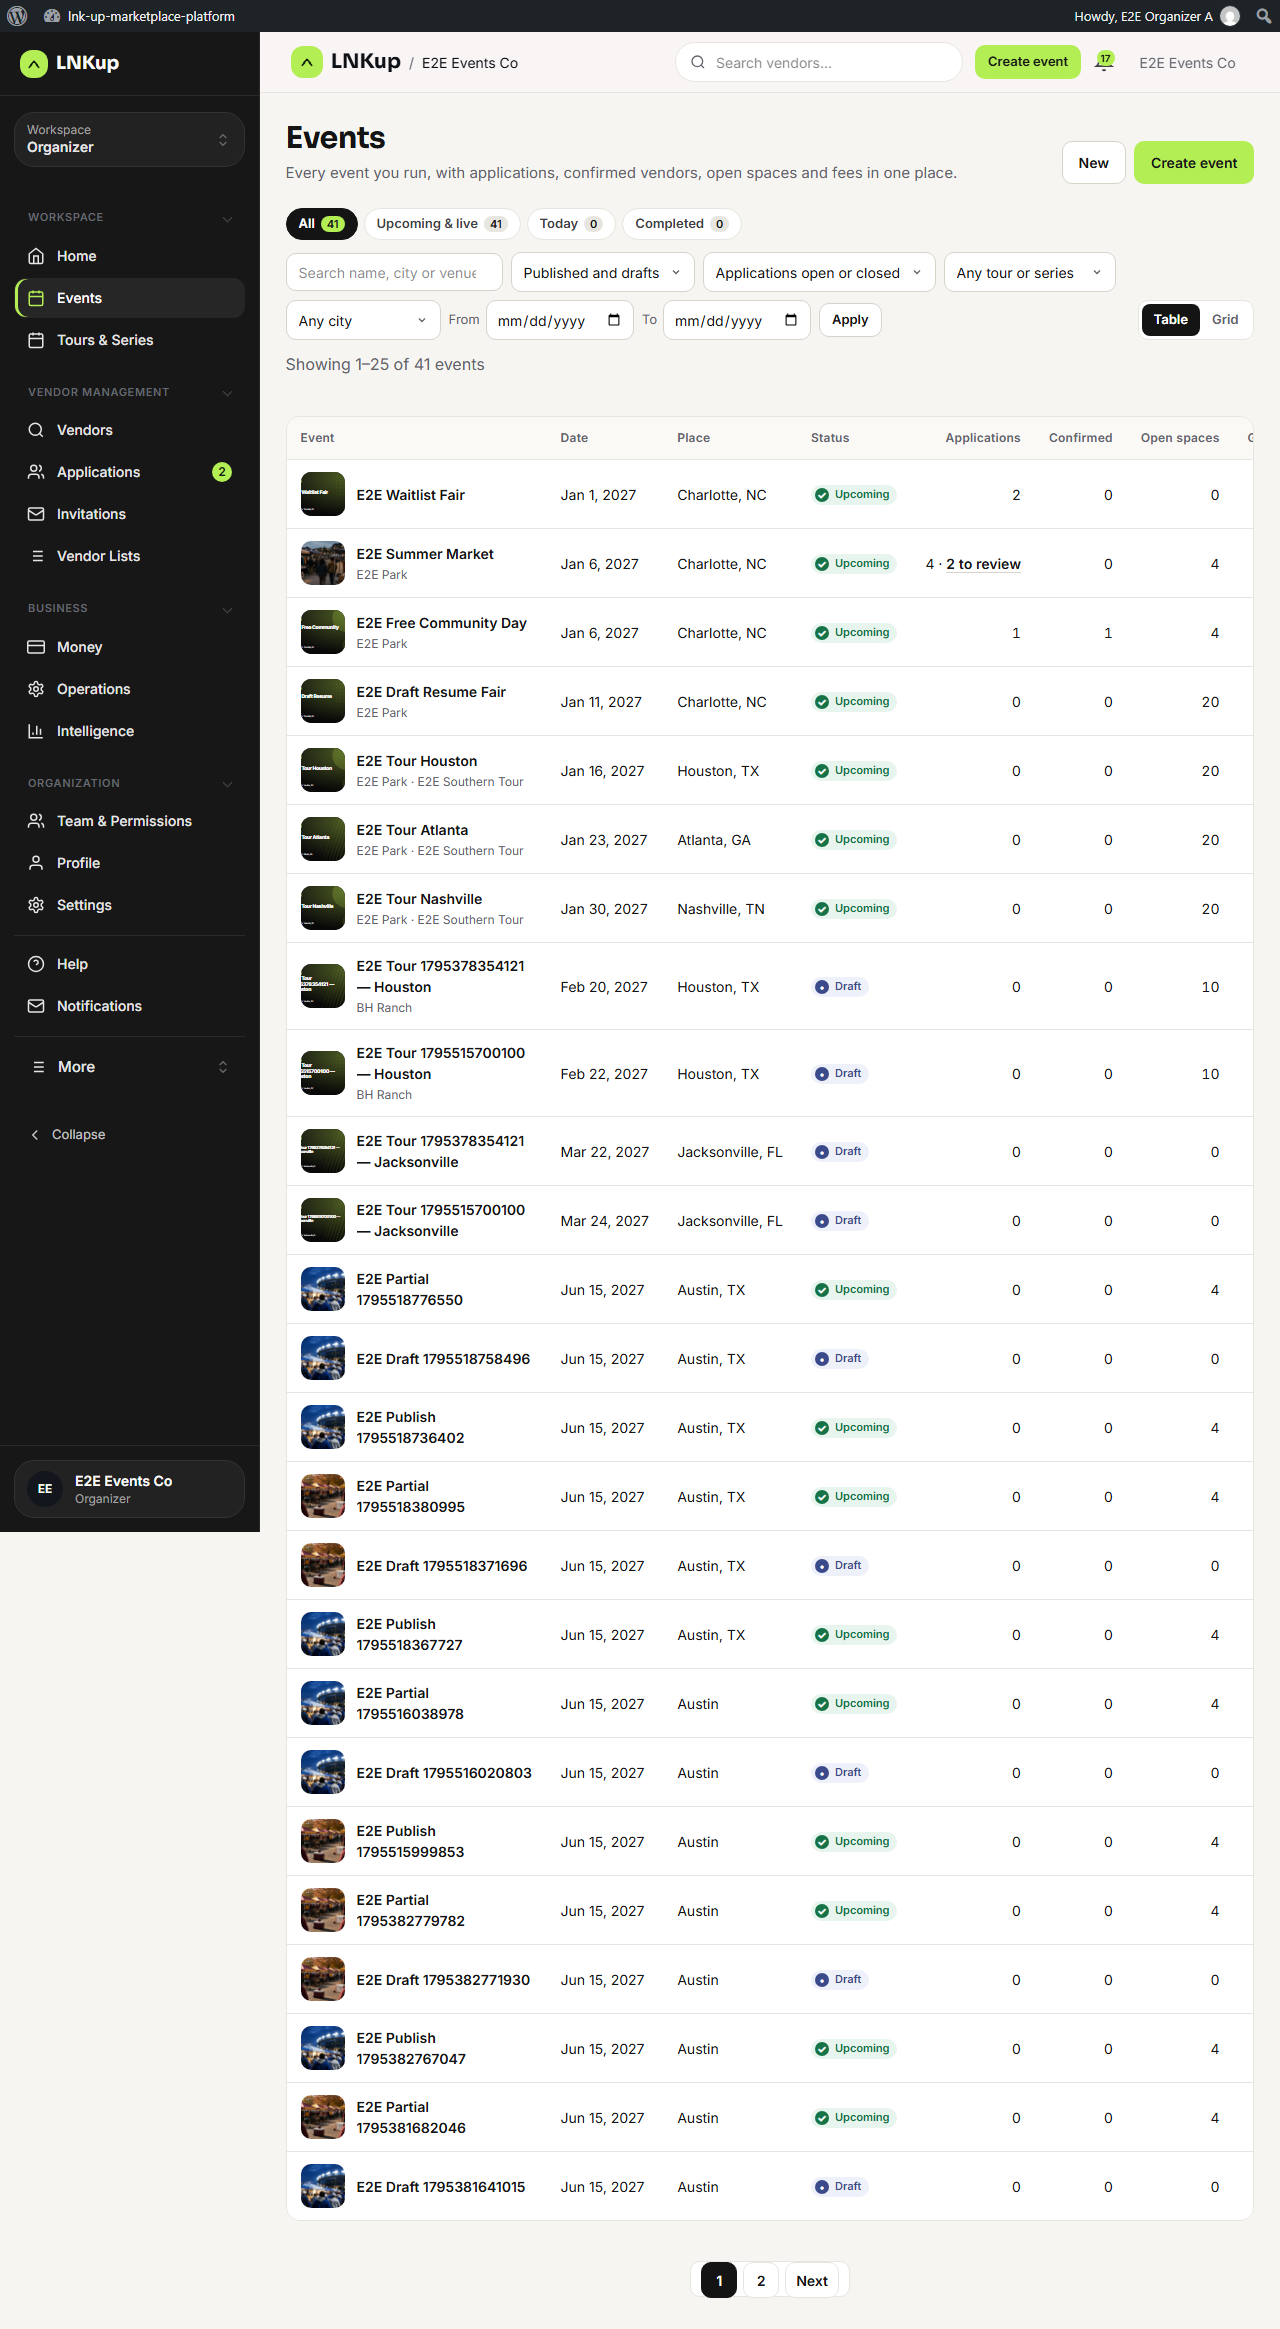 lnk-up-marketplace-platform
Howdy, E2E Organizer A
LNKup
Workspace
Organizer
WORKSPACE
Home
Events
Tours & Series
VENDOR MANAGEMENT
Vendors
Applications 2
Invitations
Vendor Lists
BUSINESS
Money
Operations
Intelligence
ORGANIZATION
Team & Permissions
Profile
Settings
Help
Notifications
More
Collapse
EE
E2E Events Co
Organizer
LNKup / E2E Events Co
Search vendors...
Create event
17
E2E Events Co
Events
Every event you run, with applications, confirmed vendors, open spaces and fees in one place.
New
Create event
All 41
Upcoming & live 41
Today 0
Completed 0
Search name, city or venue
Published and drafts
Applications open or closed
Any tour or series
Any city
From mm/dd/yyyy
To mm/dd/yyyy
Apply
Table
Grid
Showing 1–25 of 41 events
Event Date Place Status Applications Confirmed Open spaces
E2E Waitlist Fair Jan 1, 2027 Charlotte, NC Upcoming 2 0 0
E2E Summer Market
E2E Park
Jan 6, 2027 Charlotte, NC Upcoming 4 · 2 to review 0 4
E2E Free Community Day
E2E Park
Jan 6, 2027 Charlotte, NC Upcoming 1 1 4
E2E Draft Resume Fair
E2E Park
Jan 11, 2027 Charlotte, NC Upcoming 0 0 20
E2E Tour Houston
E2E Park · E2E Southern Tour
Jan 16, 2027 Houston, TX Upcoming 0 0 20
E2E Tour Atlanta
E2E Park · E2E Southern Tour
Jan 23, 2027 Atlanta, GA Upcoming 0 0 20
E2E Tour Nashville
E2E Park · E2E Southern Tour
Jan 30, 2027 Nashville, TN Upcoming 0 0 20
E2E Tour 1795378354121
— Houston
BH Ranch
Feb 20, 2027 Houston, TX Draft 0 0 10
E2E Tour 1795515700100
— Houston
BH Ranch
Feb 22, 2027 Houston, TX Draft 0 0 10
E2E Tour 1795378354121
— Jacksonville
Mar 22, 2027 Jacksonville, FL Draft 0 0 0
E2E Tour 1795515700100
— Jacksonville
Mar 24, 2027 Jacksonville, FL Draft 0 0 0
E2E Partial
1795518776550
Jun 15, 2027 Austin, TX Upcoming 0 0 4
E2E Draft 1795518758496 Jun 15, 2027 Austin, TX Draft 0 0 0
E2E Publish
1795518736402
Jun 15, 2027 Austin, TX Upcoming 0 0 4
E2E Partial
1795518380995
Jun 15, 2027 Austin, TX Upcoming 0 0 4
E2E Draft 1795518371696 Jun 15, 2027 Austin, TX Draft 0 0 0
E2E Publish
1795518367727
Jun 15, 2027 Austin, TX Upcoming 0 0 4
E2E Partial
1795516038978
Jun 15, 2027 Austin Upcoming 0 0 4
E2E Draft 1795516020803 Jun 15, 2027 Austin Draft 0 0 0
E2E Publish
1795515999853
Jun 15, 2027 Austin Upcoming 0 0 4
E2E Partial
1795382779782
Jun 15, 2027 Austin Upcoming 0 0 4
E2E Draft 1795382771930 Jun 15, 2027 Austin Draft 0 0 0
E2E Publish
1795382767047
Jun 15, 2027 Austin Upcoming 0 0 4
E2E Partial
1795381682046
Jun 15, 2027 Austin Upcoming 0 0 4
E2E Draft 1795381641015 Jun 15, 2027 Austin Draft 0 0 0
1 2 Next